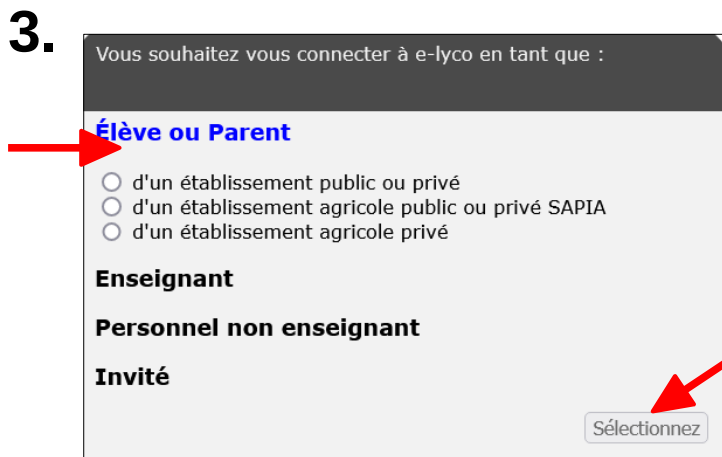 3.
Vous souhaitez vous connecter à e-lyco en tant que :
Élève ou Parent
d'un établissement public ou privé
d'un établissement agricole public ou privé SAPIA
d'un établissement agricole privé
Enseignant
Personnel non enseignant
Invité
Sélectionnez